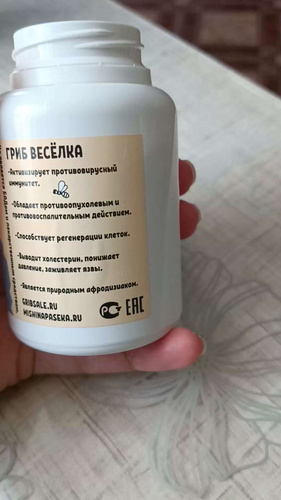 ГРИБ ВЕСЁЛКА
-Активизирует противовирусный
иммунитет.
-Обладает противоопухолевым и
противовоспалительным действием.
-Способствует регенерации клеток.
-Выводит холестерин, понижает
давление, заживляет язвы.
-Является природным афродизиаком.
GRIBSALE.RU
MISHINAPASEKA.RU
РС ЕАС